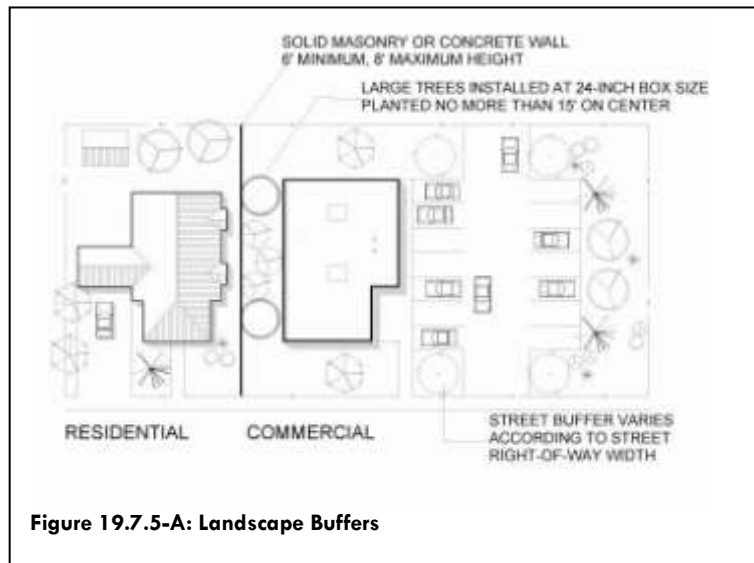 SOLID MASONRY OR CONCRETE WALL
6' MINIMUM, 8' MAXIMUM HEIGHT
LARGE TREES INSTALLED AT 24-INCH BOX SIZE
PLANTED NO MORE THAN 15' ON CENTER
RESIDENTIAL
COMMERCIAL
STREET BUFFER VARIES
ACCORDING TO STREET
RIGHT-OF-WAY WIDTH
Figure 19.7.5-A: Landscape Buffers